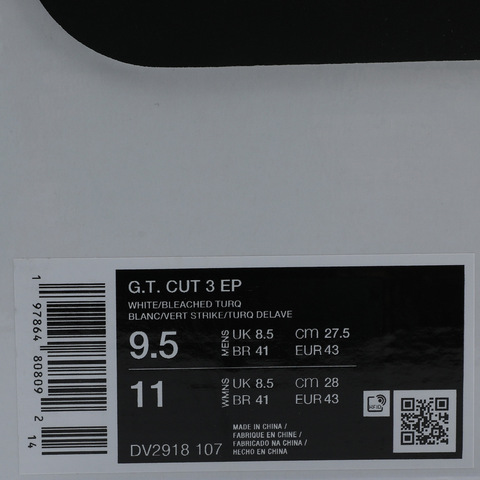 1 97864 80809 2 14
G.T. CUT 3 EP
WHITE/BLEACHED TURQ
BLANC/VERT STRIKE/TURQ DELAVE
9.5 MENS UK 8.5 cm 27.5
BR 41 EUR 43
11 WMNS UK 8.5 cm 28
BR 41 EUR 43
DV2918 107
MADE IN CHINA /
FABRIQUE EN CHINE /
FABRICADO NA CHINA /
HECHO EN CHINA
RFID